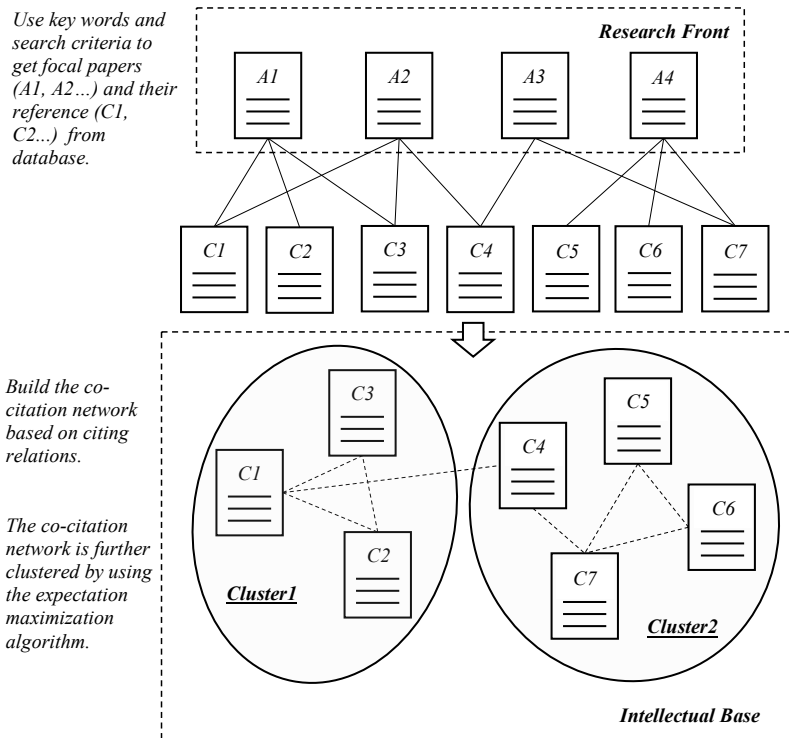 Use key words and
search criteria to
get focal papers
(A1, A2…) and their
reference (C1,
C2...)  from
database.
Research Front
A1
A2
A3
A4
C1
C2
C3
C4
C5
C6
C7
Build the co-
citation network
based on citing
relations.
The co-citation
network is further
clustered by using
the expectation
maximization
algorithm.
C3
C1
C2
Cluster1
C5
C4
C6
C7
Cluster2
Intellectual Base